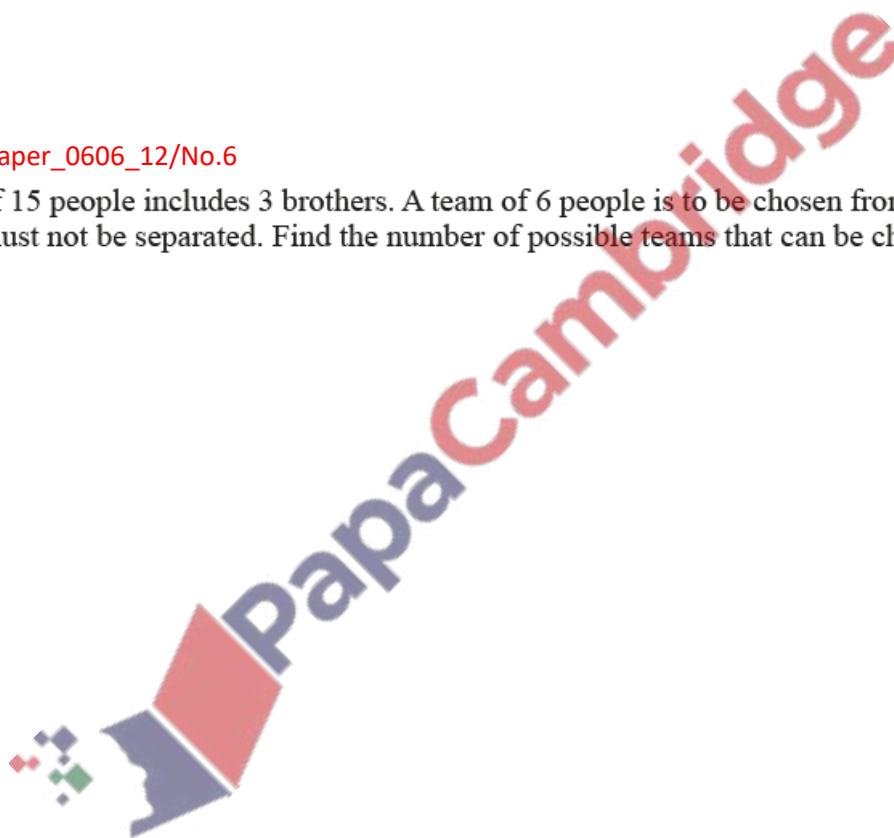 aper_0606_12/No.6
f 15 people includes 3 brothers. A team of 6 people is to be chosen from
ust not be separated. Find the number of possible teams that can be ch
PapaCambridge